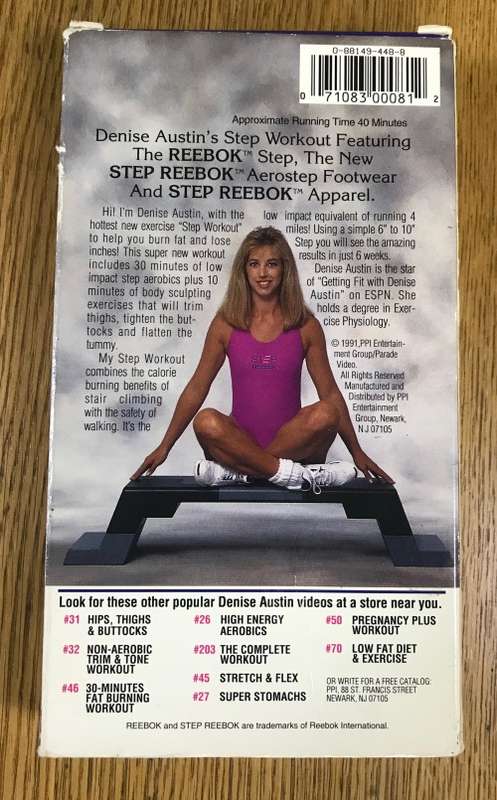 0-88149-448-8
0 71083 00081 2
Approximate Running Time 40 Minutes
Denise Austin's Step Workout Featuring
The REEBOK™ Step, The New
STEP REEBOK™ Aerostep Footwear
And STEP REEBOK™ Apparel.
Hi! I'm Denise Austin, with the
hottest new exercise "Step Workout"
to help you burn fat and lose
inches! This super new workout
includes 30 minutes of low
impact step aerobics plus 10
minutes of body sculpting
exercises that will trim
thighs, tighten the but-
tocks and flatten the
tummy.
My Step Workout
combines the calorie
burning benefits of
stair climbing
with the safety of
walking. It's the
low impact equivalent of running 4
miles! Using a simple 6" to 10"
Step you will see the amazing
results in just 6 weeks.
Denise Austin is the star
of "Getting Fit with Denise
Austin" on ESPN. She
holds a degree in Exer-
cise Physiology.
© 1991, PPI Entertain-
ment Group/Parade
Video.
All Rights Reserved
Manufactured and
Distributed by PPI
Entertainment
Group, Newark,
NJ 07105
STEP
Look for these other popular Denise Austin videos at a store near you.
#31 HIPS, THIGHS
& BUTTOCKS
#32 NON-AEROBIC
TRIM & TONE
WORKOUT
#46 30-MINUTES
FAT BURNING
WORKOUT
#26 HIGH ENERGY
AEROBICS
#203 THE COMPLETE
WORKOUT
#45 STRETCH & FLEX
#27 SUPER STOMACHS
#50 PREGNANCY PLUS
WORKOUT
#70 LOW FAT DIET
& EXERCISE
OR WRITE FOR A FREE CATALOG:
PPI, 88 ST. FRANCIS STREET
NEWARK, NJ 07105
REEBOK and STEP REEBOK are trademarks of Reebok International.